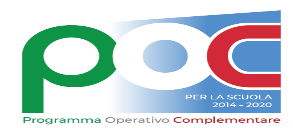 poc
PER LA SCUOLA
2014 - 2020
Programma Operativo Complementare